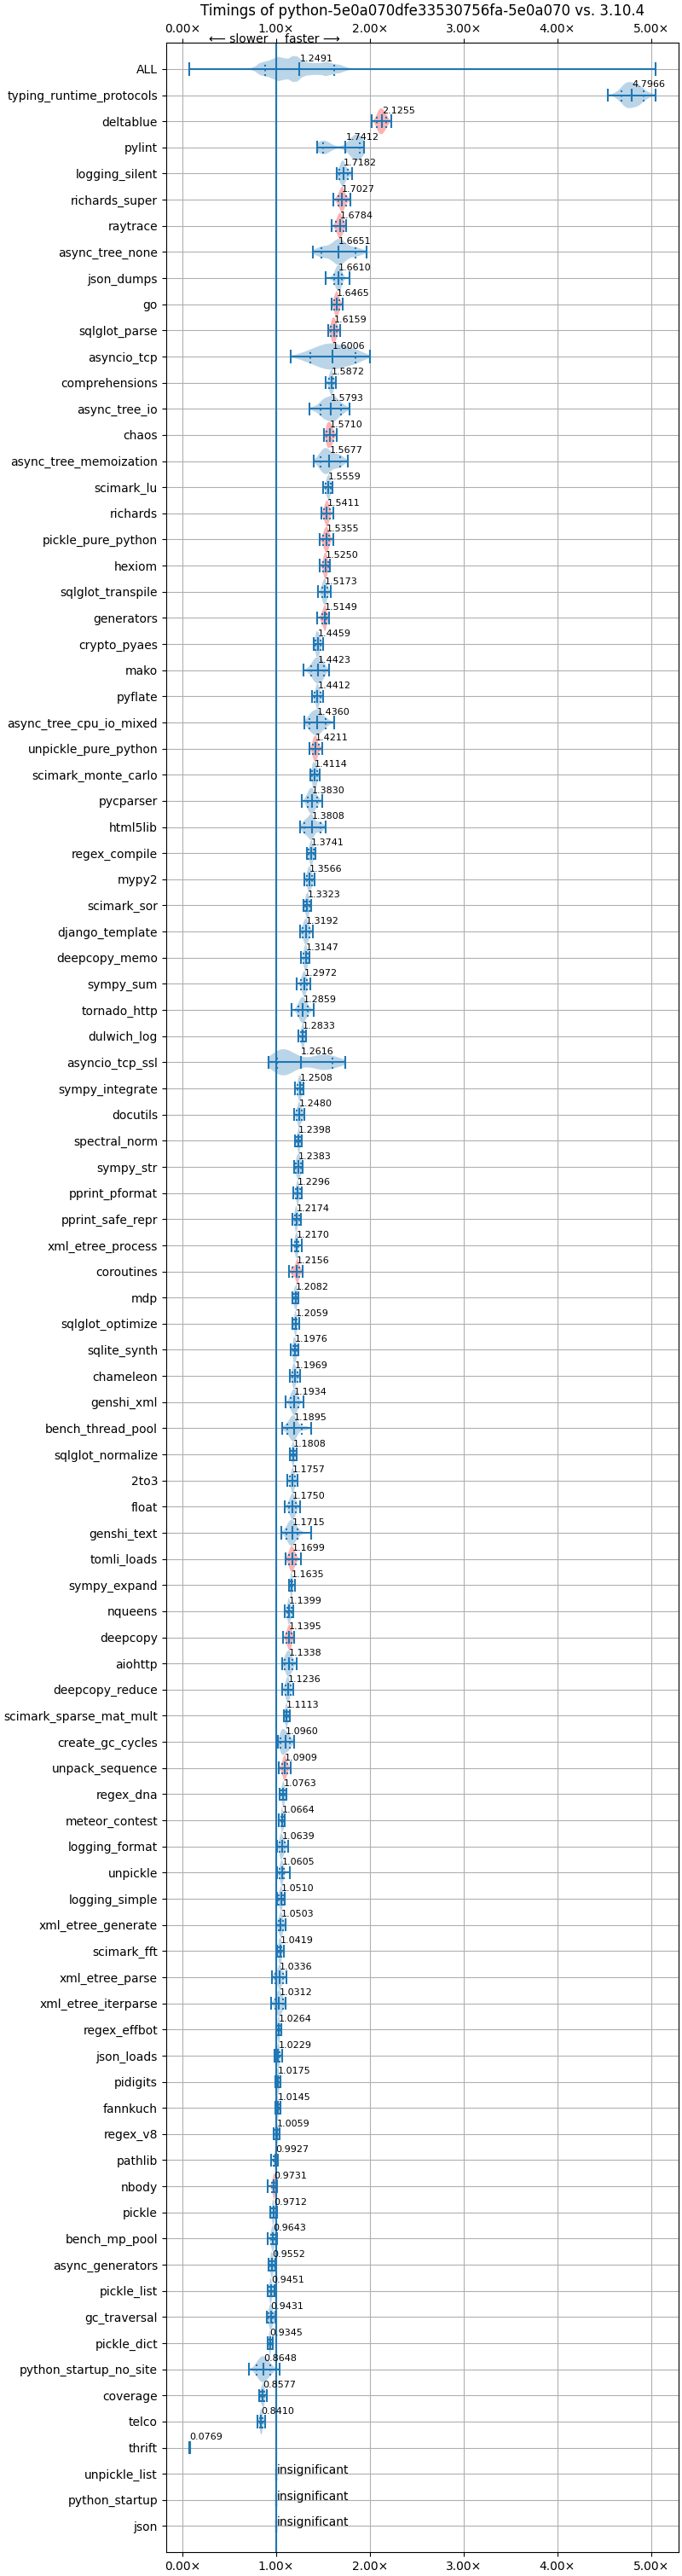 Timings of python-5e0a070dfe33530756fa-5e0a070 vs. 3.10.4
0.00× 1.00× 2.00× 3.00× 4.00× 5.00×
← slower faster →
ALL 1.2491
typing_runtime_protocols 4.7966
deltablue 2.1255
pylint 1.7412
logging_silent 1.7182
richards_super 1.7027
raytrace 1.6784
async_tree_none 1.6651
json_dumps 1.6610
go 1.6465
sqlglot_parse 1.6159
asyncio_tcp 1.6006
comprehensions 1.5872
async_tree_io 1.5793
chaos 1.5710
async_tree_memoization 1.5677
scimark_lu 1.5559
richards 1.5411
pickle_pure_python 1.5355
hexiom 1.5250
sqlglot_transpile 1.5173
generators 1.5149
crypto_pyaes 1.4459
mako 1.4423
pyflate 1.4412
async_tree_cpu_io_mixed 1.4360
unpickle_pure_python 1.4211
scimark_monte_carlo 1.4114
pycparser 1.3830
html5lib 1.3808
regex_compile 1.3741
mypy2 1.3566
scimark_sor 1.3323
django_template 1.3192
deepcopy_memo 1.3147
sympy_sum 1.2972
tornado_http 1.2859
dulwich_log 1.2833
asyncio_tcp_ssl 1.2616
sympy_integrate 1.2508
docutils 1.2480
spectral_norm 1.2398
sympy_str 1.2383
pprint_pformat 1.2296
pprint_safe_repr 1.2174
xml_etree_process 1.2170
coroutines 1.2156
mdp 1.2082
sqlglot_optimize 1.2059
sqlite_synth 1.1976
chameleon 1.1969
genshi_xml 1.1934
bench_thread_pool 1.1895
sqlglot_normalize 1.1808
2to3 1.1757
float 1.1750
genshi_text 1.1715
tomli_loads 1.1699
sympy_expand 1.1635
nqueens 1.1399
deepcopy 1.1395
aiohttp 1.1338
deepcopy_reduce 1.1236
scimark_sparse_mat_mult 1.1113
create_gc_cycles 1.0960
unpack_sequence 1.0909
regex_dna 1.0763
meteor_contest 1.0664
logging_format 1.0639
unpickle 1.0605
logging_simple 1.0510
xml_etree_generate 1.0503
scimark_fft 1.0419
xml_etree_parse 1.0336
xml_etree_iterparse 1.0312
regex_effbot 1.0264
json_loads 1.0229
pidigits 1.0175
fannkuch 1.0145
regex_v8 1.0059
pathlib 0.9927
nbody 0.9731
pickle 0.9712
bench_mp_pool 0.9643
async_generators 0.9552
pickle_list 0.9451
gc_traversal 0.9431
pickle_dict 0.9345
python_startup_no_site 0.8648
coverage 0.8577
telco 0.8410
thrift 0.0769
unpickle_list insignificant
python_startup insignificant
json insignificant
0.00× 1.00× 2.00× 3.00× 4.00× 5.00×